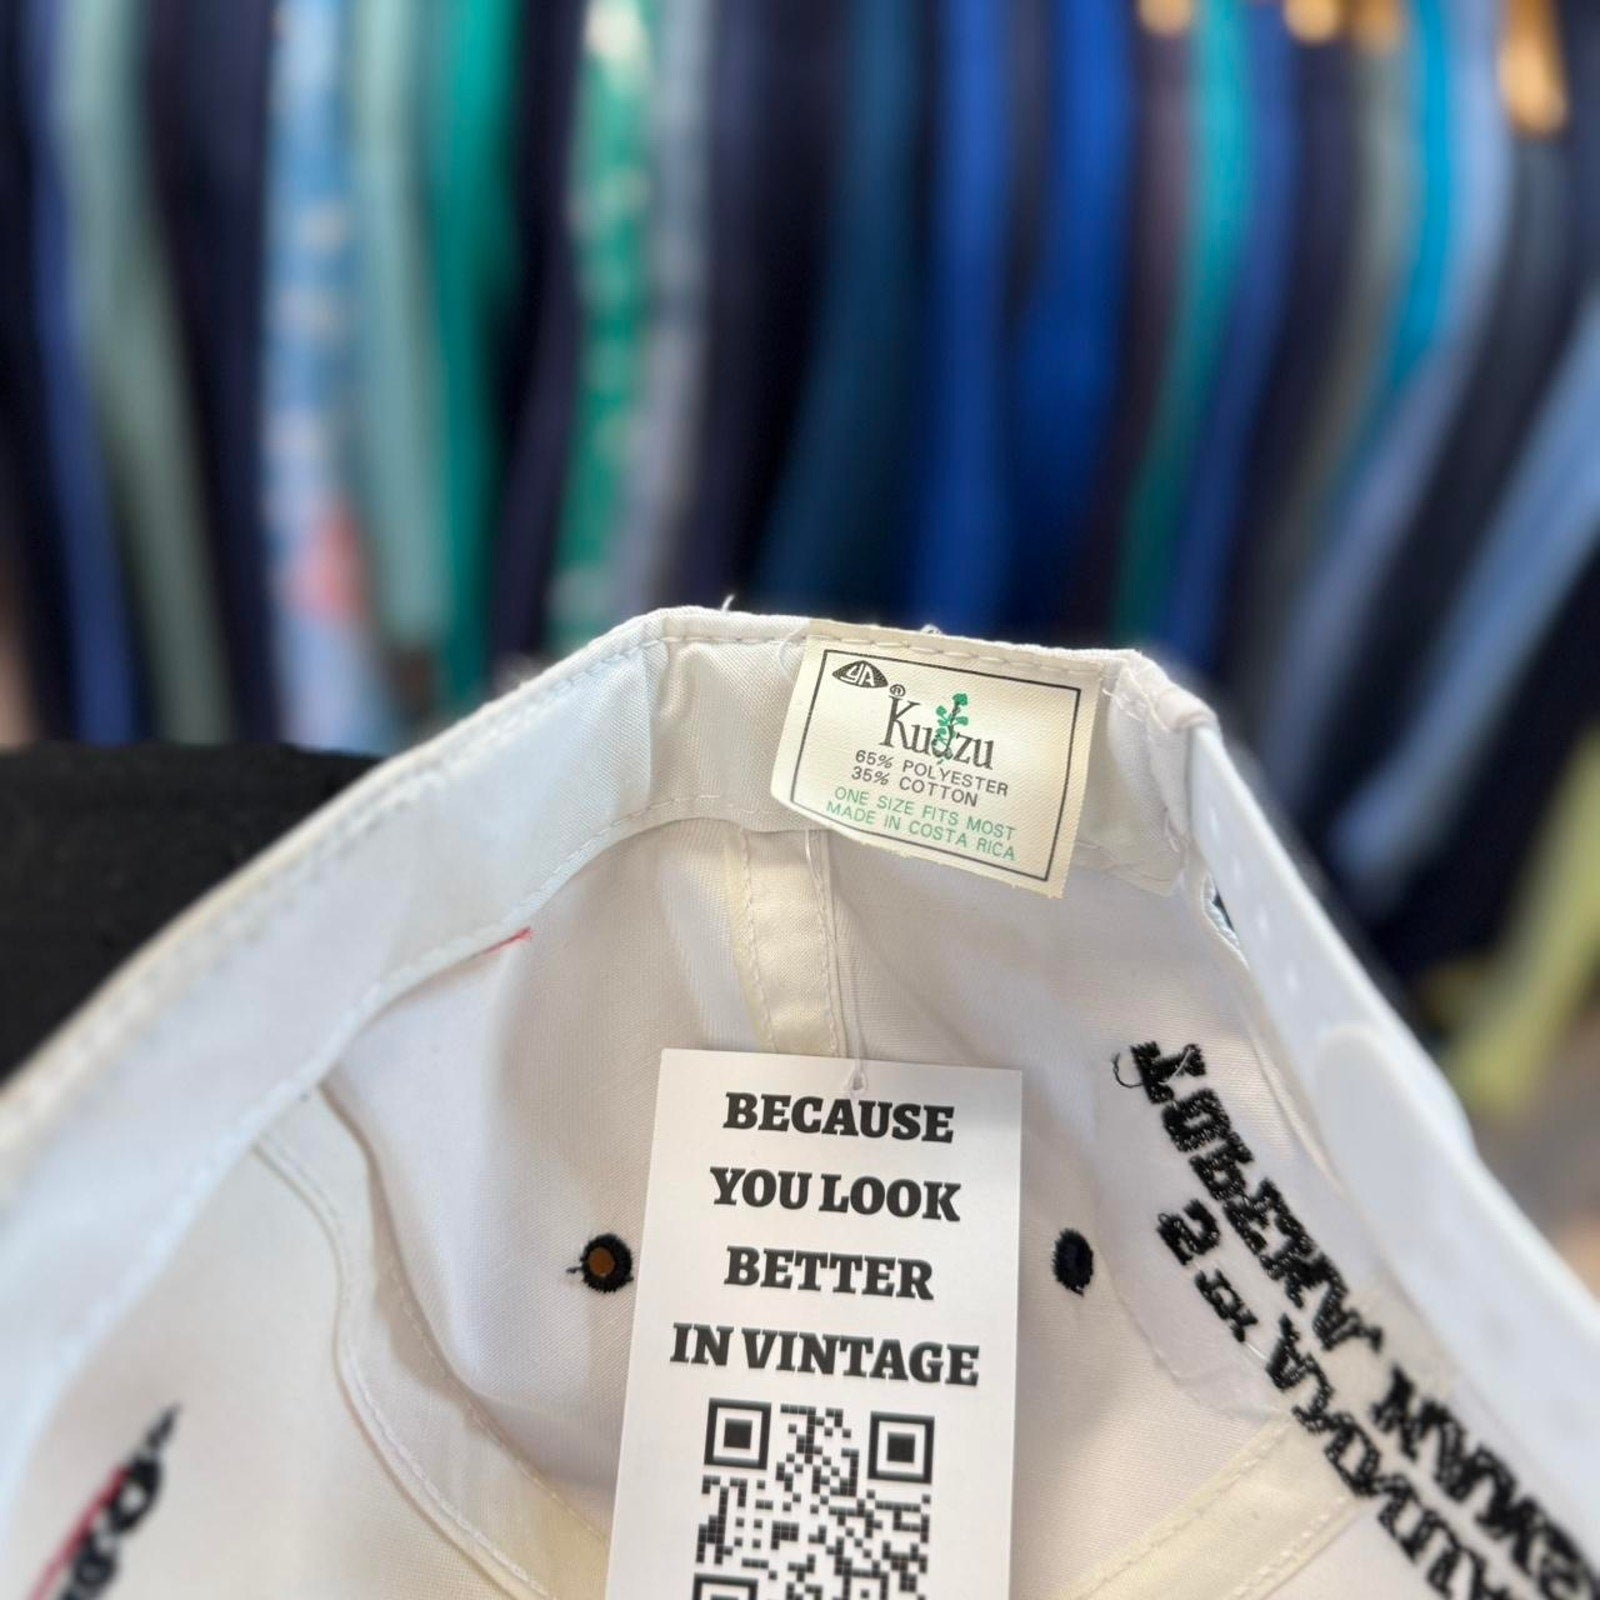 YA
®
Kudzu
65% POLYESTER
35% COTTON
ONE SIZE FITS MOST
MADE IN COSTA RICA
BECAUSE
YOU LOOK
BETTER
IN VINTAGE